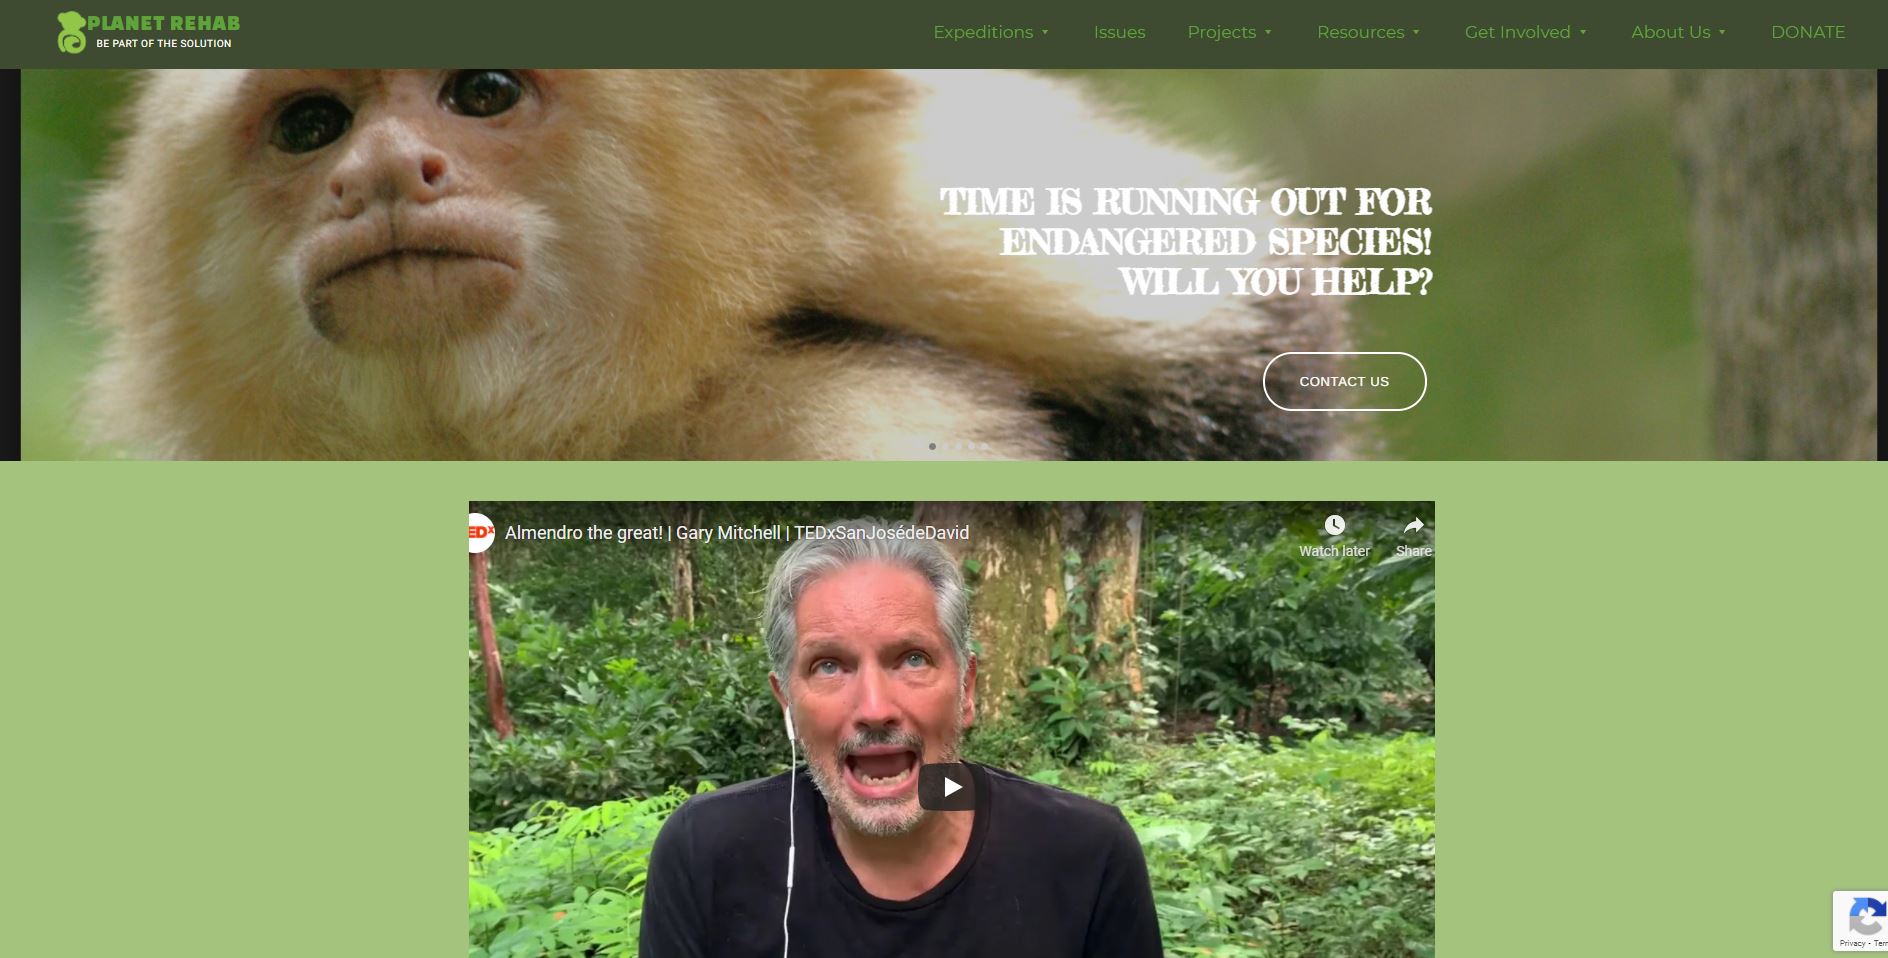 PLANET REHAB
BE PART OF THE SOLUTION
Expeditions
Issues
Projects
Resources
Get Involved
About Us
DONATE
TIME IS RUNNING OUT FOR
ENDANGERED SPECIES!
WILL YOU HELP?
CONTACT US
EDx
Almendro the great! | Gary Mitchell | TEDxSanJosédeDavid
Watch later
Share
Privacy - Terr